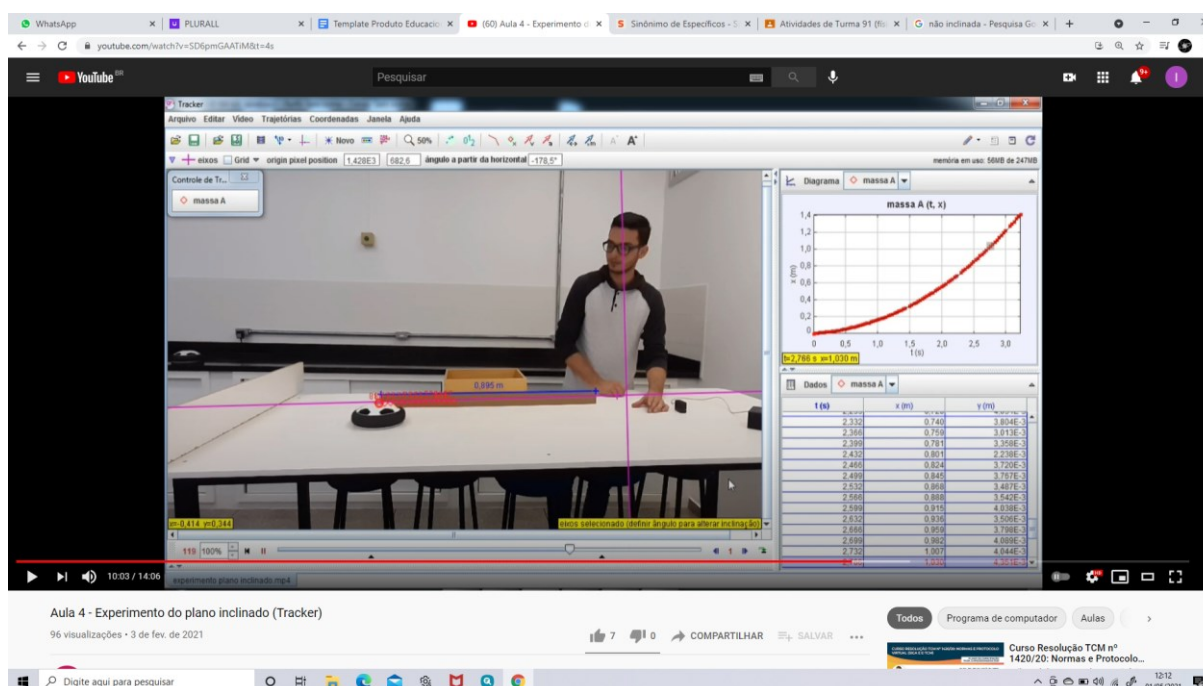 WhatsApp
PLURALL
Template Produto Educacio
(60) Aula 4 - Experimento d
Sinônimo de Específicos - S
Atividades de Turma 91 (fís
não inclinada - Pesquisa Go
youtube.com/watch?v=SD6pmGAATiM&t=4s
YouTube BR
Pesquisar
9+
I
Tracker
Arquivo Editar Vídeo Trajetórias Coordenadas Janela Ajuda
Novo 50%
eixos Grid origin pixel position 1,428E3 682,6 ângulo a partir da horizontal -178,5°
memória em uso: 56MB de 247MB
Controle de Tr...
massa A
Diagrama massa A
massa A (t, x)
1,4
1,2
1,0
0,8
0,6
0,4
0,2
0
x (m)
0 0,5 1,0 1,5 2,0 2,5 3,0
t (s)
t=2,766 s x=1,030 m
0,895 m
Dados massa A
t (s) x (m) y (m)
2,332 0,740 3,804E-3
2,366 0,759 3,013E-3
2,399 0,781 3,358E-3
2,432 0,801 2,238E-3
2,466 0,824 3,720E-3
2,499 0,845 3,767E-3
2,532 0,868 3,487E-3
2,566 0,888 3,542E-3
2,599 0,915 4,038E-3
2,632 0,936 3,506E-3
2,666 0,959 3,798E-3
2,699 0,982 4,089E-3
2,732 1,007 4,044E-3
1,030 4,351E-3
x=-0,414 y=0,344
eixos selecionado (definir ângulo para alterar inclinação)
119 100% 1
experimento plano inclinado.mp4
10:03 / 14:06
Aula 4 - Experimento do plano inclinado (Tracker)
96 visualizações • 3 de fev. de 2021
7 0 COMPARTILHAR SALVAR
Todos
Programa de computador
Aulas
Curso Resolução TCM nº
1420/20: Normas e Protocolo...
Digite aqui para pesquisar
12:12